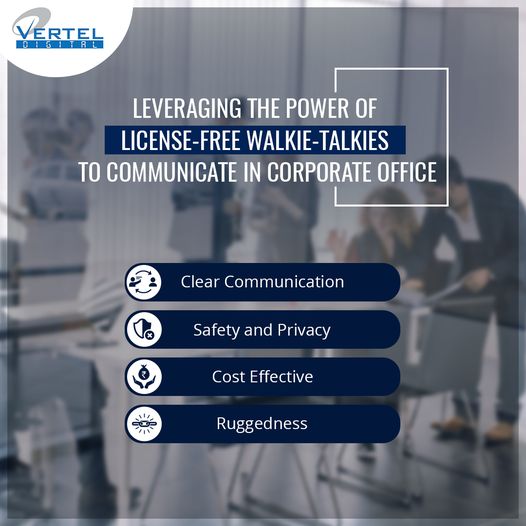 VERTEL
DIGITAL
LEVERAGING THE POWER OF
LICENSE-FREE WALKIE-TALKIES
TO COMMUNICATE IN CORPORATE OFFICE
Clear Communication
Safety and Privacy
₹
Cost Effective
Ruggedness